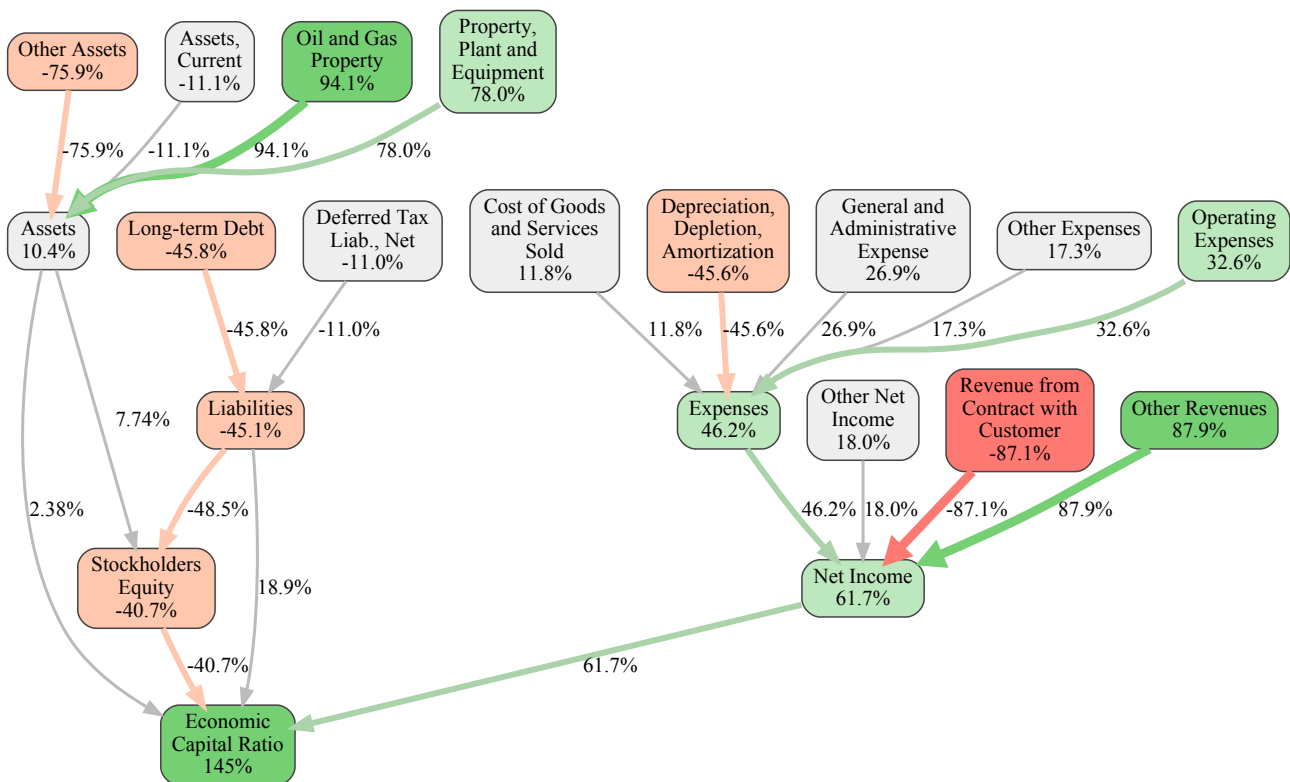 Other Assets
-75.9%
Assets,
Current
-11.1%
Oil and Gas
Property
94.1%
Property,
Plant and
Equipment
78.0%
-75.9%
-11.1%
94.1%
78.0%
Assets
10.4%
Long-term Debt
-45.8%
Deferred Tax
Liab., Net
-11.0%
Cost of Goods
and Services
Sold
11.8%
Depreciation,
Depletion,
Amortization
-45.6%
General and
Administrative
Expense
26.9%
Other Expenses
17.3%
Operating
Expenses
32.6%
-45.8%
-11.0%
11.8%
-45.6%
26.9%
17.3%
32.6%
Liabilities
-45.1%
Expenses
46.2%
Other Net
Income
18.0%
Revenue from
Contract with
Customer
-87.1%
Other Revenues
87.9%
7.74%
2.38%
-48.5%
18.9%
46.2%
18.0%
-87.1%
87.9%
Stockholders
Equity
-40.7%
Net Income
61.7%
-40.7%
61.7%
Economic
Capital Ratio
145%